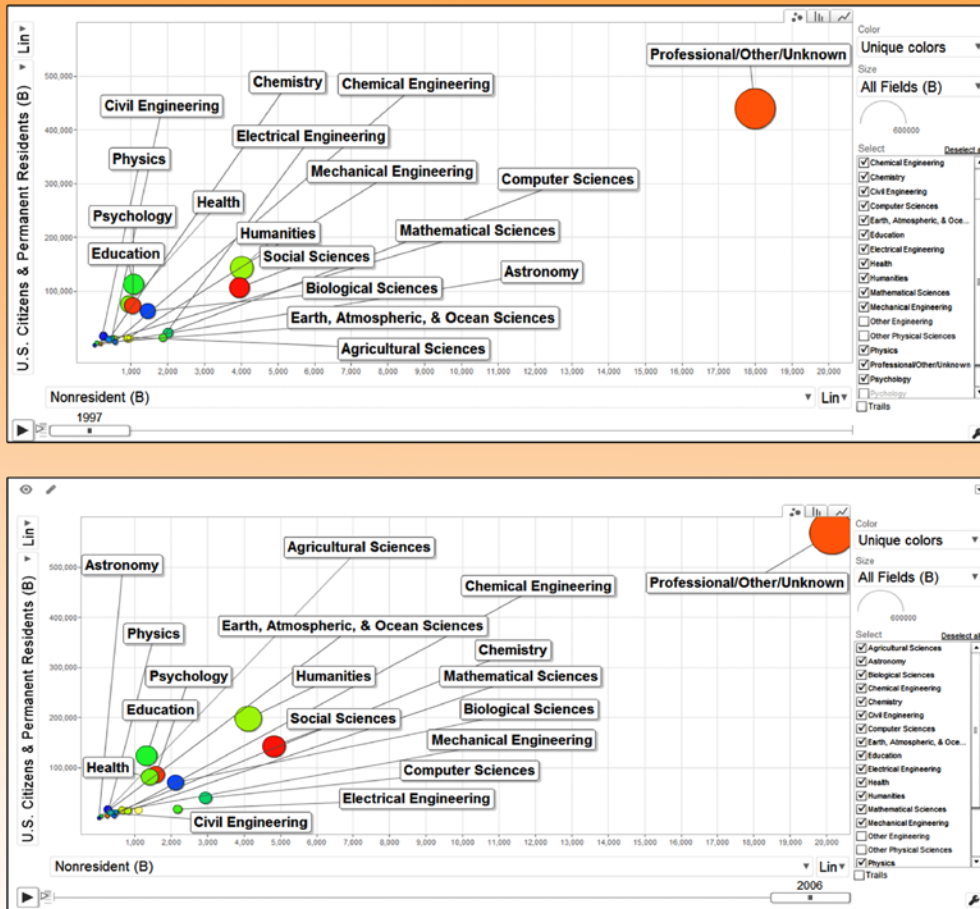 U.S. Citizens & Permanent Residents (B)
Lin
500,000
400,000
300,000
200,000
100,000
Professional/Other/Unknown
Chemistry
Chemical Engineering
Civil Engineering
Electrical Engineering
Physics
Mechanical Engineering
Computer Sciences
Health
Psychology
Humanities
Mathematical Sciences
Education
Social Sciences
Astronomy
Biological Sciences
Earth, Atmospheric, & Ocean Sciences
Agricultural Sciences
1,000 2,000 3,000 4,000 5,000 6,000 7,000 8,000 9,000 10,000 11,000 12,000 13,000 14,000 15,000 16,000 17,000 18,000 19,000 20,000
Nonresident (B)
Lin
1997
Color
Unique colors
Size
All Fields (B)
600000
Select
Chemical Engineering
Chemistry
Civil Engineering
Computer Sciences
Earth, Atmospheric, & Oce...
Education
Electrical Engineering
Health
Humanities
Mathematical Sciences
Mechanical Engineering
Other Engineering
Other Physical Sciences
Physics
Professional/Other/Unknown
Psychology
Trails
U.S. Citizens & Permanent Residents (B)
Lin
500,000
400,000
300,000
200,000
100,000
Agricultural Sciences
Astronomy
Chemical Engineering
Professional/Other/Unknown
Physics
Earth, Atmospheric, & Ocean Sciences
Chemistry
Psychology
Humanities
Mathematical Sciences
Education
Social Sciences
Biological Sciences
Mechanical Engineering
Health
Computer Sciences
Electrical Engineering
Civil Engineering
1,000 2,000 3,000 4,000 5,000 6,000 7,000 8,000 9,000 10,000 11,000 12,000 13,000 14,000 15,000 16,000 17,000 18,000 19,000 20,000
Nonresident (B)
Lin
2006
Color
Unique colors
Size
All Fields (B)
600000
Select Deselect all
Agricultural Sciences
Astronomy
Biological Sciences
Chemical Engineering
Chemistry
Civil Engineering
Computer Sciences
Earth, Atmospheric, & Oce...
Education
Electrical Engineering
Health
Humanities
Mathematical Sciences
Mechanical Engineering
Other Engineering
Other Physical Sciences
Physics
Trails